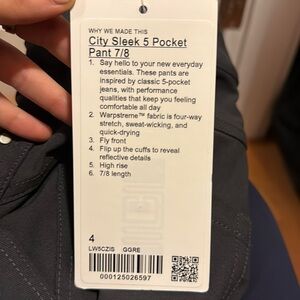 WHY WE MADE THIS
City Sleek 5 Pocket
Pant 7/8
1. Say hello to your new everyday
essentials. These pants are
inspired by classic 5-pocket
jeans, with performance
qualities that keep you feeling
comfortable all day
2. Warpstreme™ fabric is four-way
stretch, sweat-wicking, and
quick-drying
3. Fly front
4. Flip up the cuffs to reveal
reflective details
5. High rise
6. 7/8 length
4
LW5CZIS GGRE
000125026597